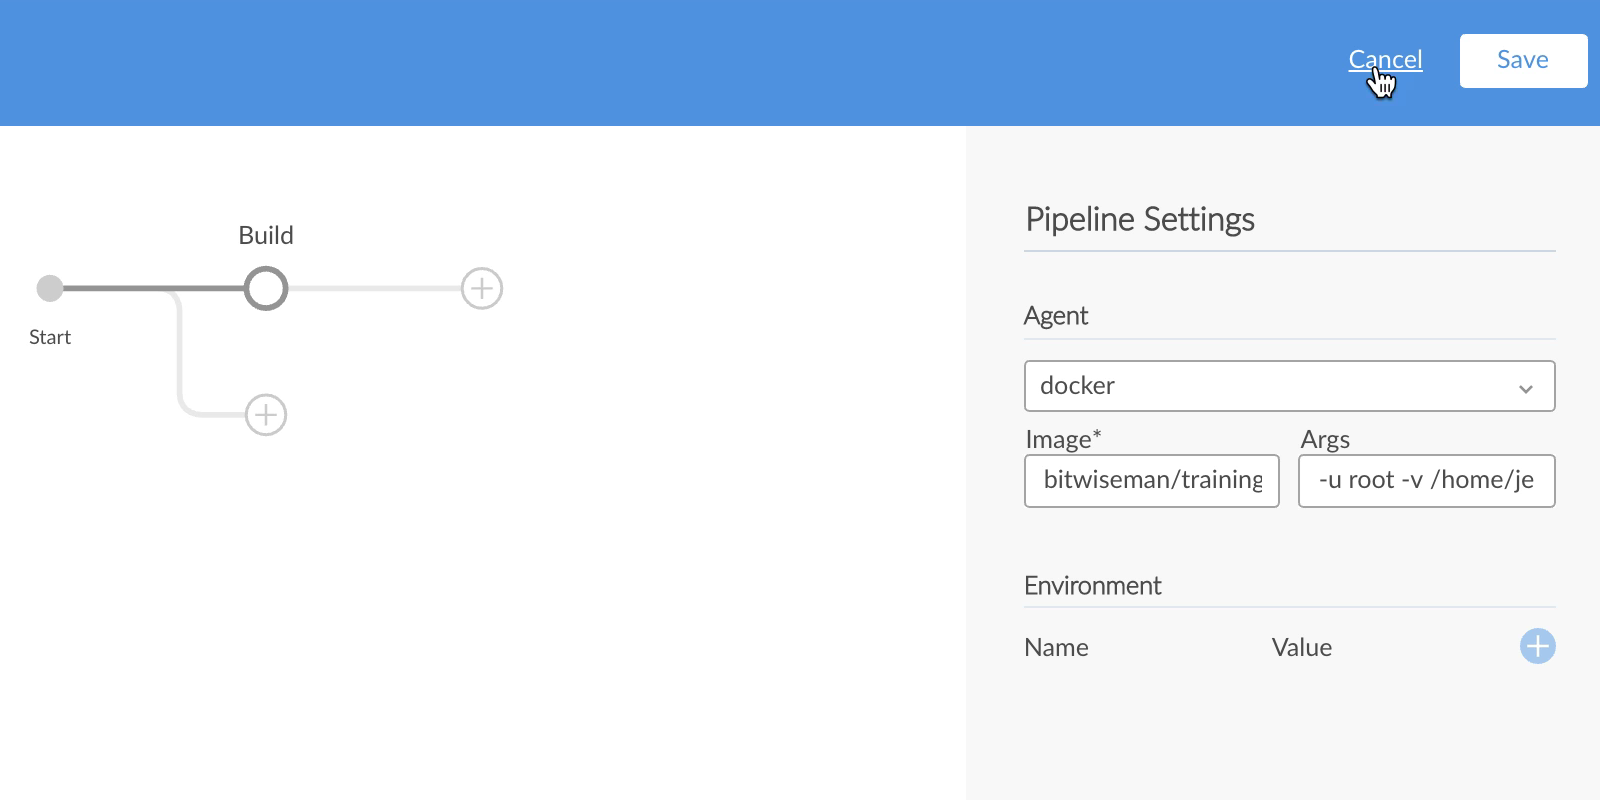 Cancel Save
Build
Start
Pipeline Settings
Agent
docker
Image* Args
bitwiseman/training -u root -v /home/je
Environment
Name Value